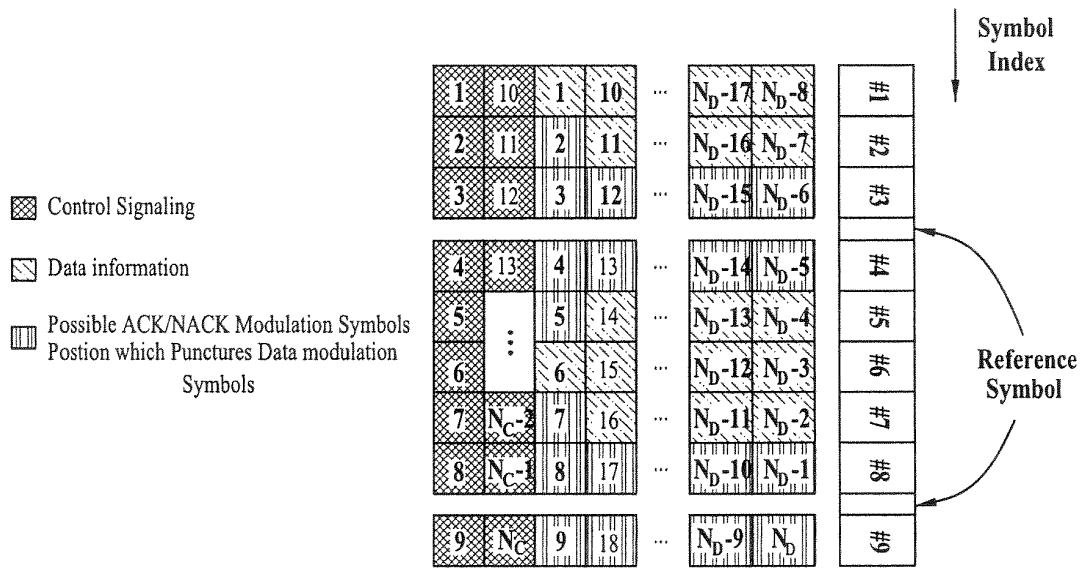 Symbol
Index
1 10 1 10 ... N_D-17 N_D-8 #1
2 11 2 11 N_D-16 N_D-7 #2
3 12 3 12 ... N_D-15 N_D-6 #3
Control Signaling
4 13 4 13 ... N_D-14 N_D-5 #4
Data information
5 ⋮ 5 14 ... N_D-13 N_D-4 #5
Possible ACK/NACK Modulation Symbols
Postion which Punctures Data modulation
Symbols
6 6 15 ... N_D-12 N_D-3 #6
Reference
Symbol
7 N_C-2 7 16 N_D-11 N_D-2 #7
8 N_C-1 8 17 ... N_D-10 N_D-1 #8
9 N_C 9 18 ... N_D-9 N_D #9